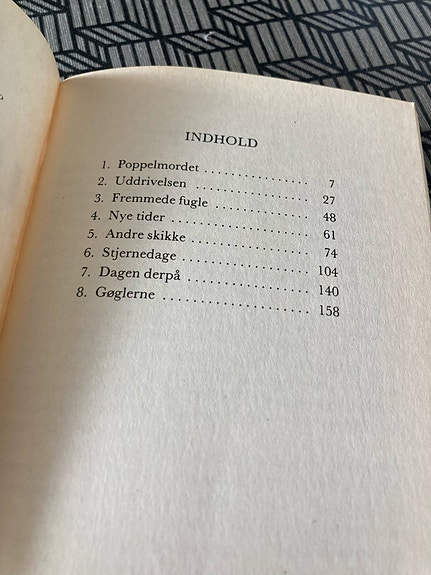 INDHOLD
1. Poppelmordet ................ 7
2. Uddrivelsen ................ 27
3. Fremmede fugle ............... 48
4. Nye tider ..................... 61
5. Andre skikke .................. 74
6. Stjernedage ................... 104
7. Dagen derpå ................... 140
8. Gøglerne ...................... 158